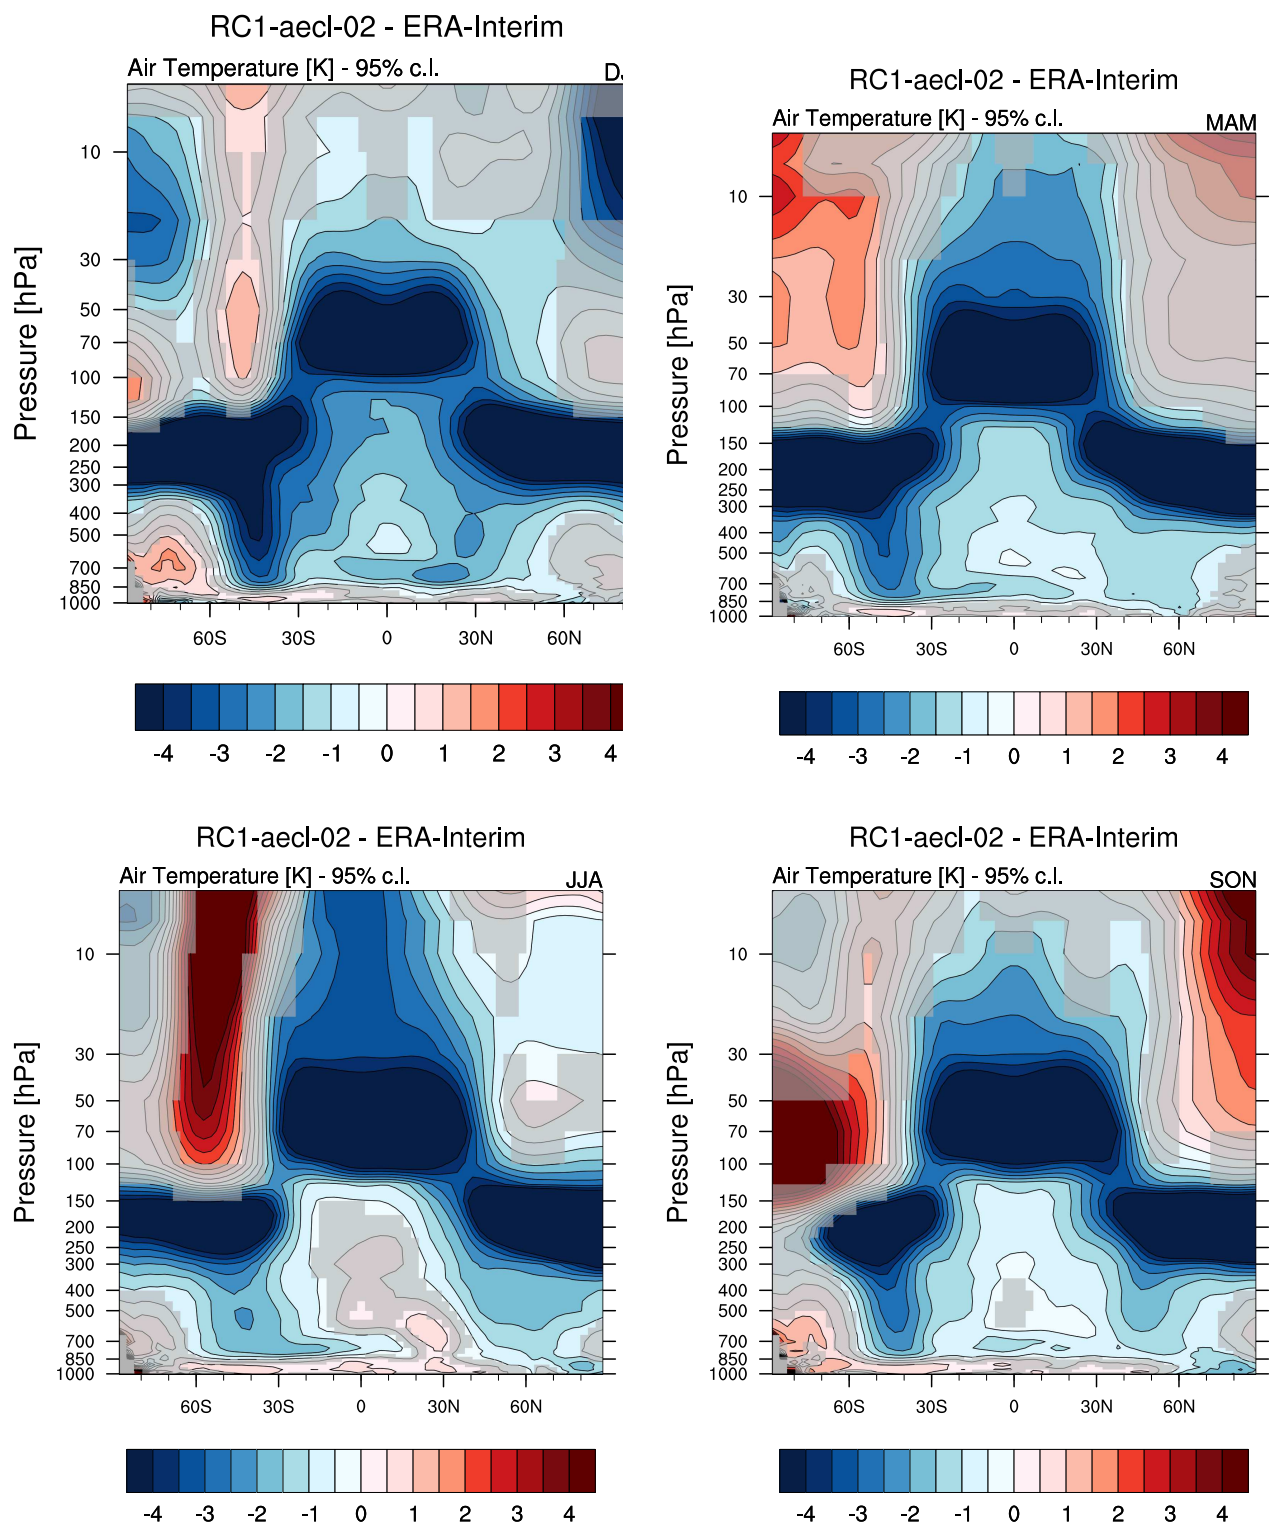 RC1-aecl-02 - ERA-Interim
Air Temperature [K] - 95% c.l.
Pressure [hPa]
10
30
50
70
100
150
200
250
300
400
500
700
850
1000
60S 30S 0 30N 60N
-4 -3 -2 -1 0 1 2 3 4
RC1-aecl-02 - ERA-Interim
Air Temperature [K] - 95% c.l. MAM
Pressure [hPa]
10
30
50
70
100
150
200
250
300
400
500
700
850
1000
60S 30S 0 30N 60N
-4 -3 -2 -1 0 1 2 3 4
RC1-aecl-02 - ERA-Interim
Air Temperature [K] - 95% c.l. JJA
Pressure [hPa]
10
30
50
70
100
150
200
250
300
400
500
700
850
1000
60S 30S 0 30N 60N
-4 -3 -2 -1 0 1 2 3 4
RC1-aecl-02 - ERA-Interim
Air Temperature [K] - 95% c.l. SON
Pressure [hPa]
10
30
50
70
100
150
200
250
300
400
500
700
850
1000
60S 30S 0 30N 60N
-4 -3 -2 -1 0 1 2 3 4